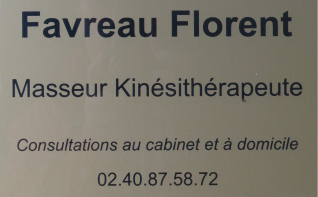 Favreau Florent
Masseur Kinésithérapeute
Consultations au cabinet et à domicile
02.40.87.58.72